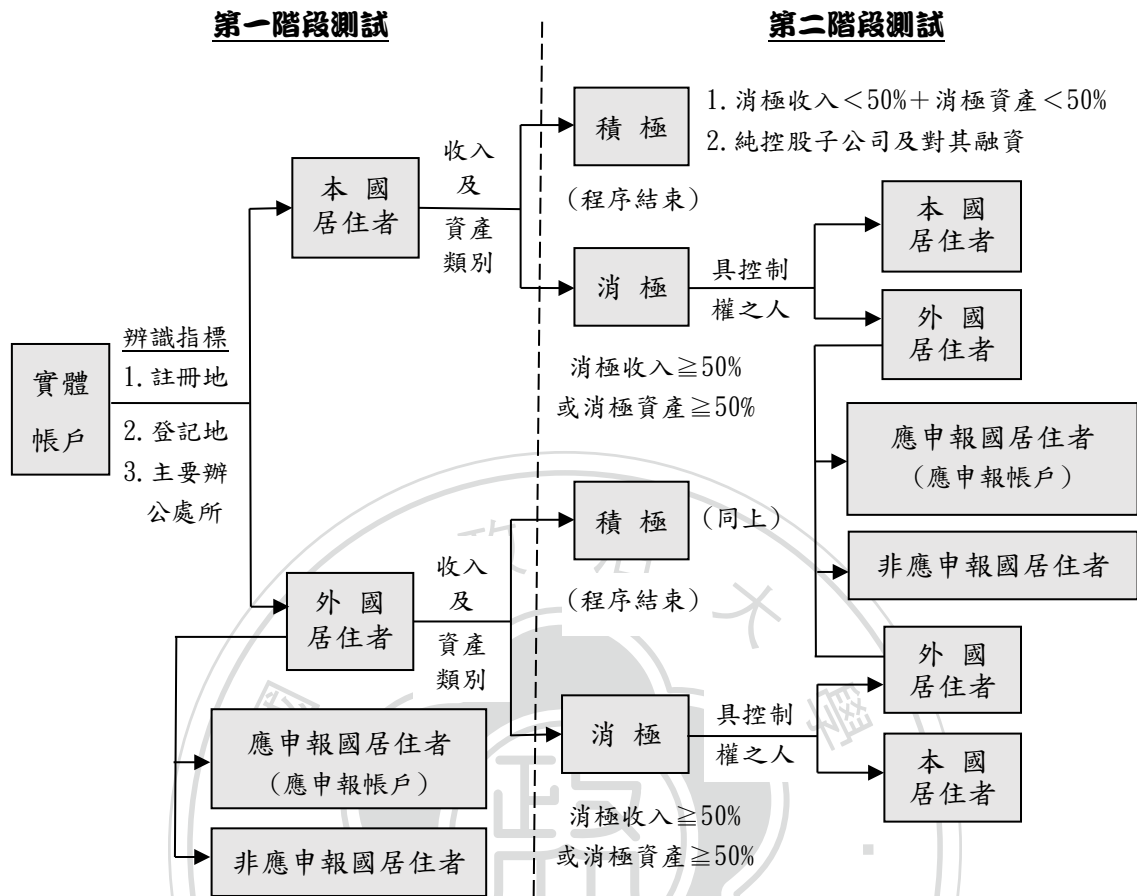 第一階段測試
第二階段測試
積 極
1.消極收入＜50%＋消極資產＜50%
2.純控股子公司及對其融資
(程序結束)
收入
及
資產
類別
本 國
居住者
消 極
具控制
權之人
本 國
居住者
外 國
居住者
消極收入≧50%
或消極資產≧50%
實體
帳戶
辨識指標
1.註冊地
2.登記地
3.主要辦
公處所
應申報國居住者
(應申報帳戶)
非應申報國居住者
積 極
(同上)
(程序結束)
收入
及
資產
類別
外 國
居住者
外 國
居住者
消 極
具控制
權之人
本 國
居住者
應申報國居住者
(應申報帳戶)
非應申報國居住者
消極收入≧50%
或消極資產≧50%
大
學